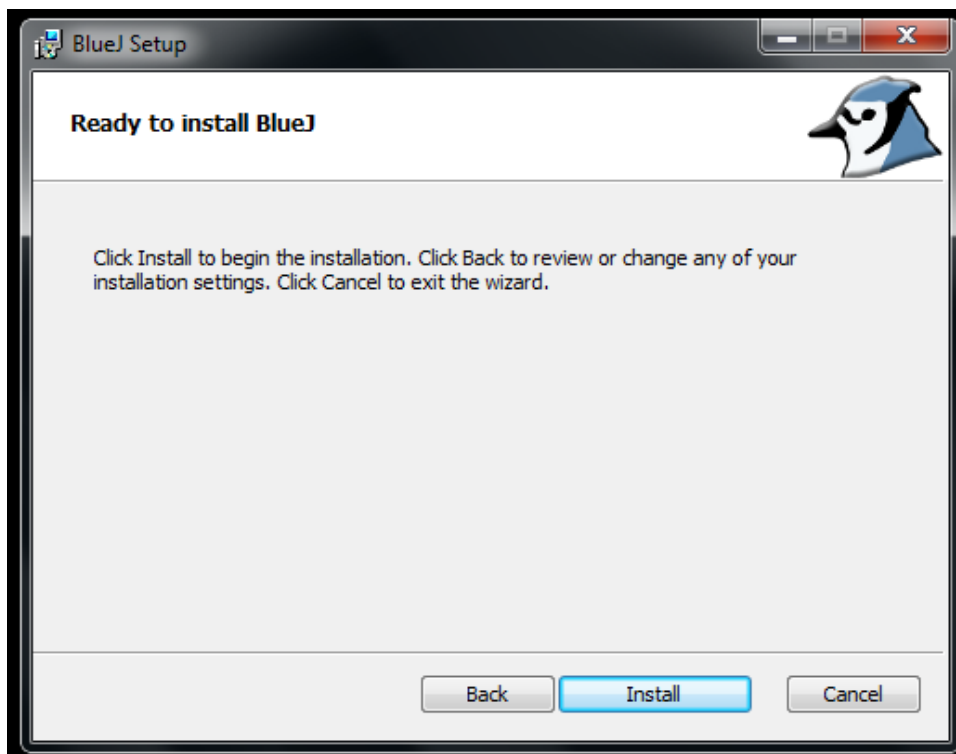 BlueJ Setup
Ready to install BlueJ
Click Install to begin the installation. Click Back to review or change any of your
installation settings. Click Cancel to exit the wizard.
Back Install Cancel